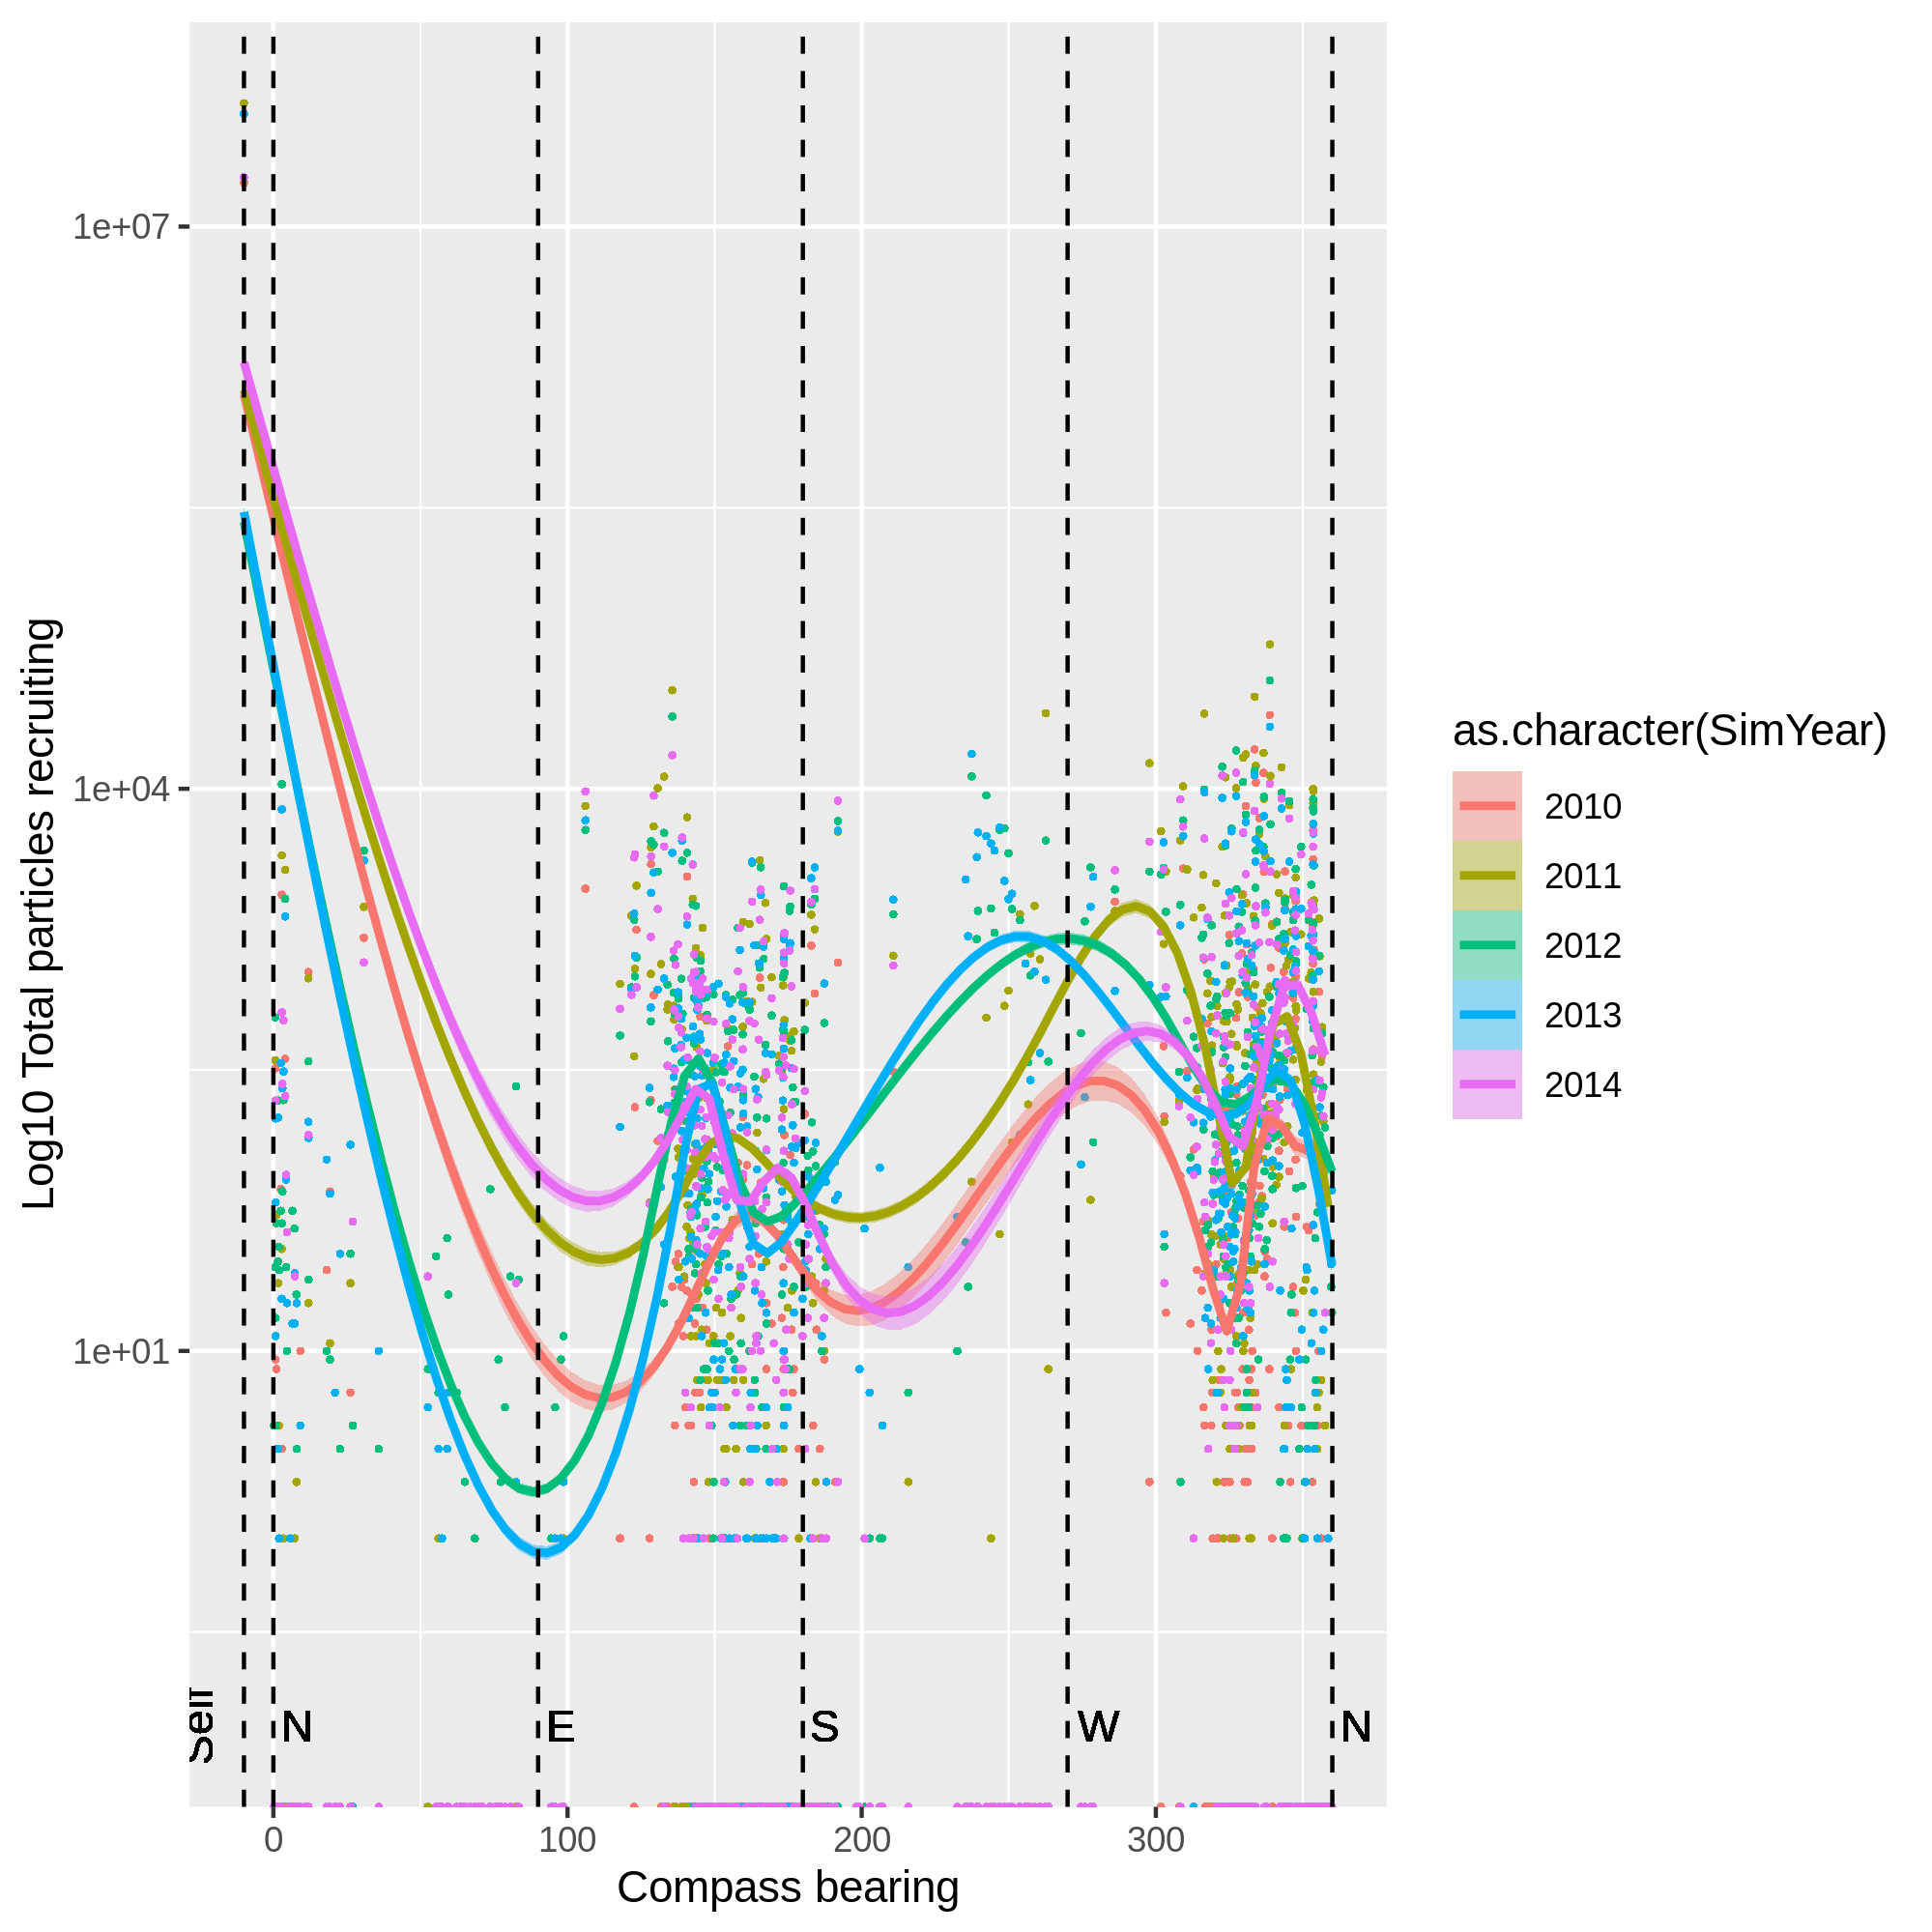 Log10 Total particles recruiting
1e+07
1e+04
1e+01
Self
N
E
S
W
N
0
100
200
300
Compass bearing
as.character(SimYear)
2010
2011
2012
2013
2014